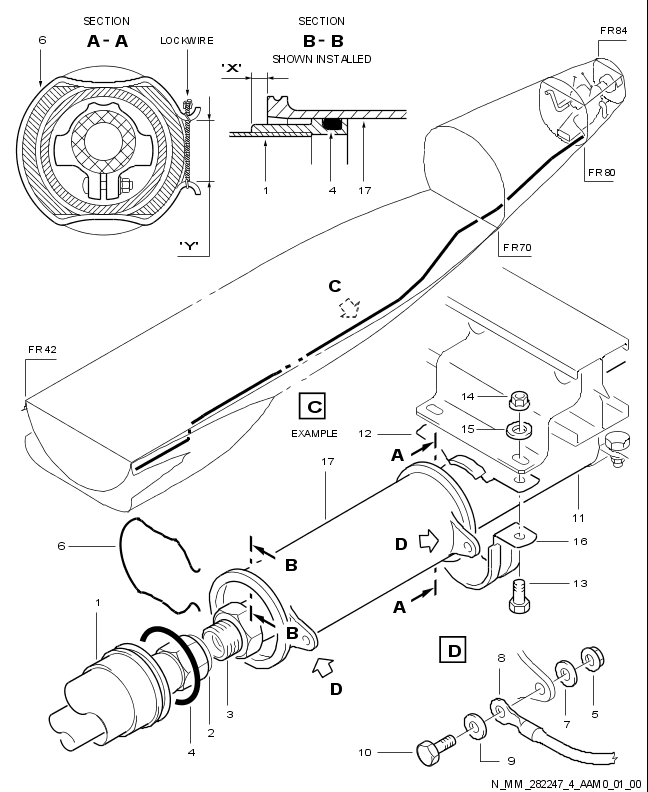 SECTION
A-A
6
LOCKWIRE
'Y'
SECTION
B-B
SHOWN INSTALLED
'X'
1
4
17
FR84
FR80
FR70
C
FR42
C
EXAMPLE
14
15
12
A
17
11
D
16
6
B
13
A
1
B
D
D
8
3
2
4
7
5
10
9
N_MM_282247_4_AAM0_01_00